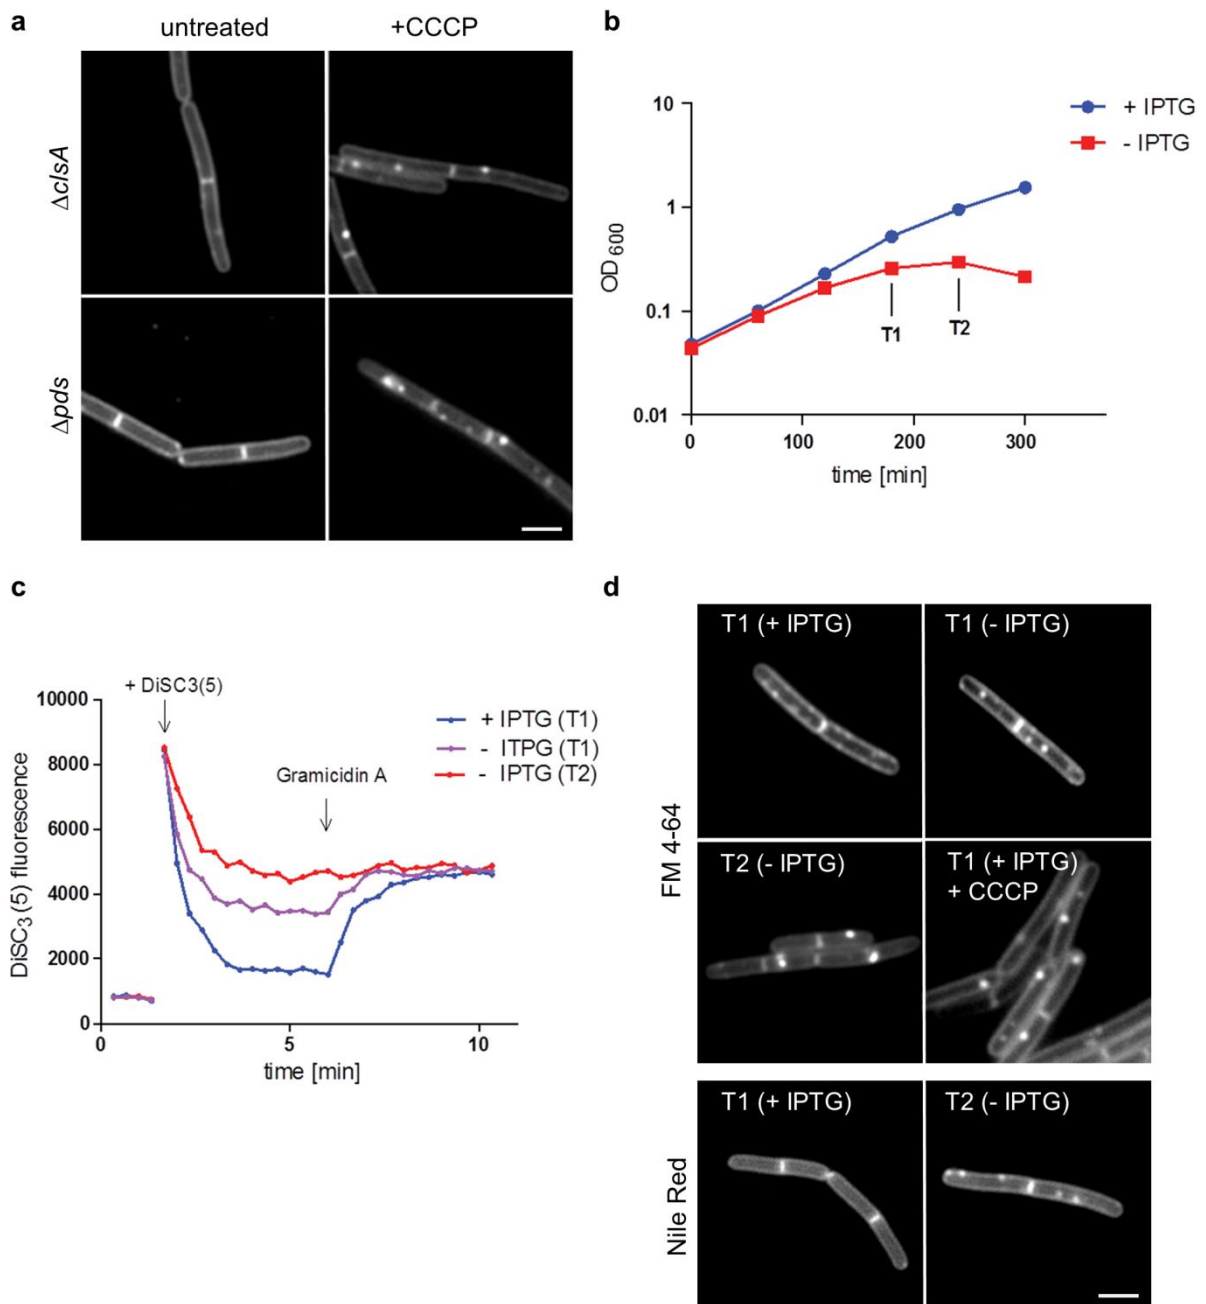 a
untreated
+CCCP
ΔclsA
Δpds
b
10
1
0.1
0.01
OD600
0
100
200
300
time [min]
+ IPTG
- IPTG
T1
T2
c
+ DiSC3(5)
10000
8000
6000
4000
2000
0
DiSC3(5) fluorescence
0
5
10
time [min]
+ IPTG (T1)
- ITPG (T1)
- IPTG (T2)
Gramicidin A
d
FM 4-64
T1 (+ IPTG)
T1 (- IPTG)
T2 (- IPTG)
T1 (+ IPTG)
+ CCCP
Nile Red
T1 (+ IPTG)
T2 (- IPTG)